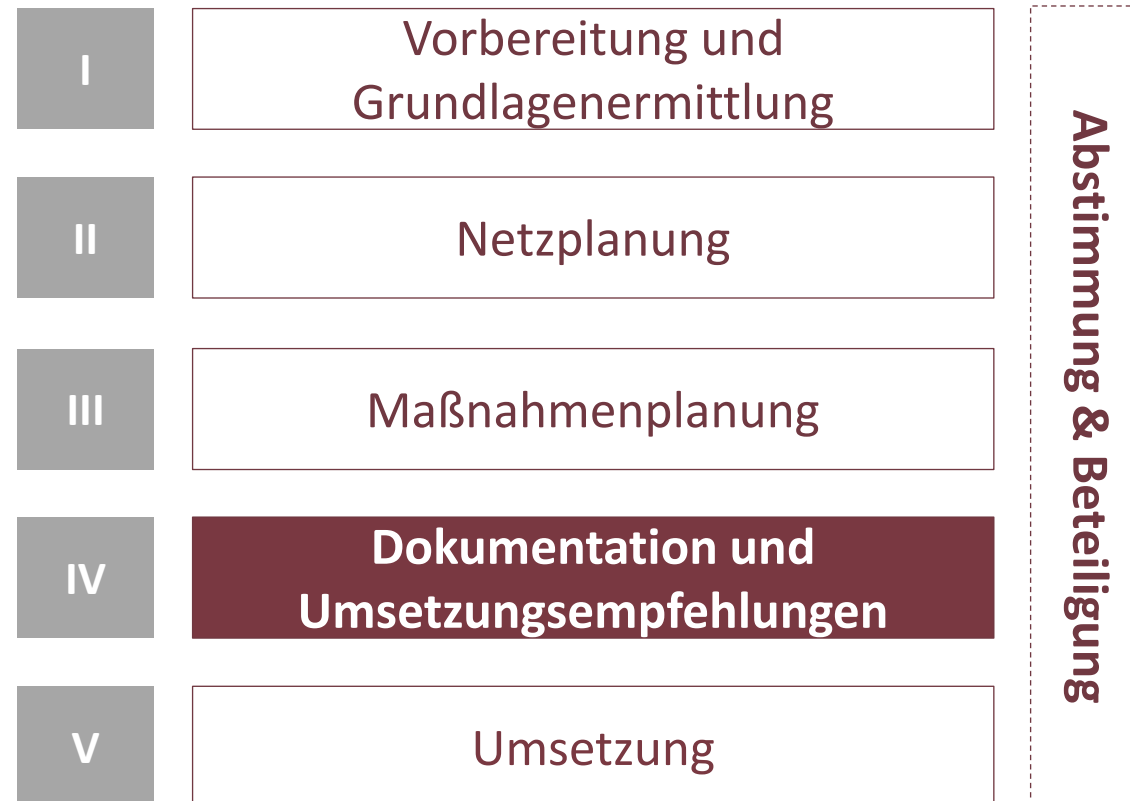 I
Vorbereitung und
Grundlagenermittlung
II
Netzplanung
III
Maßnahmenplanung
IV
Dokumentation und
Umsetzungsempfehlungen
V
Umsetzung
Abstimmung & Beteiligung